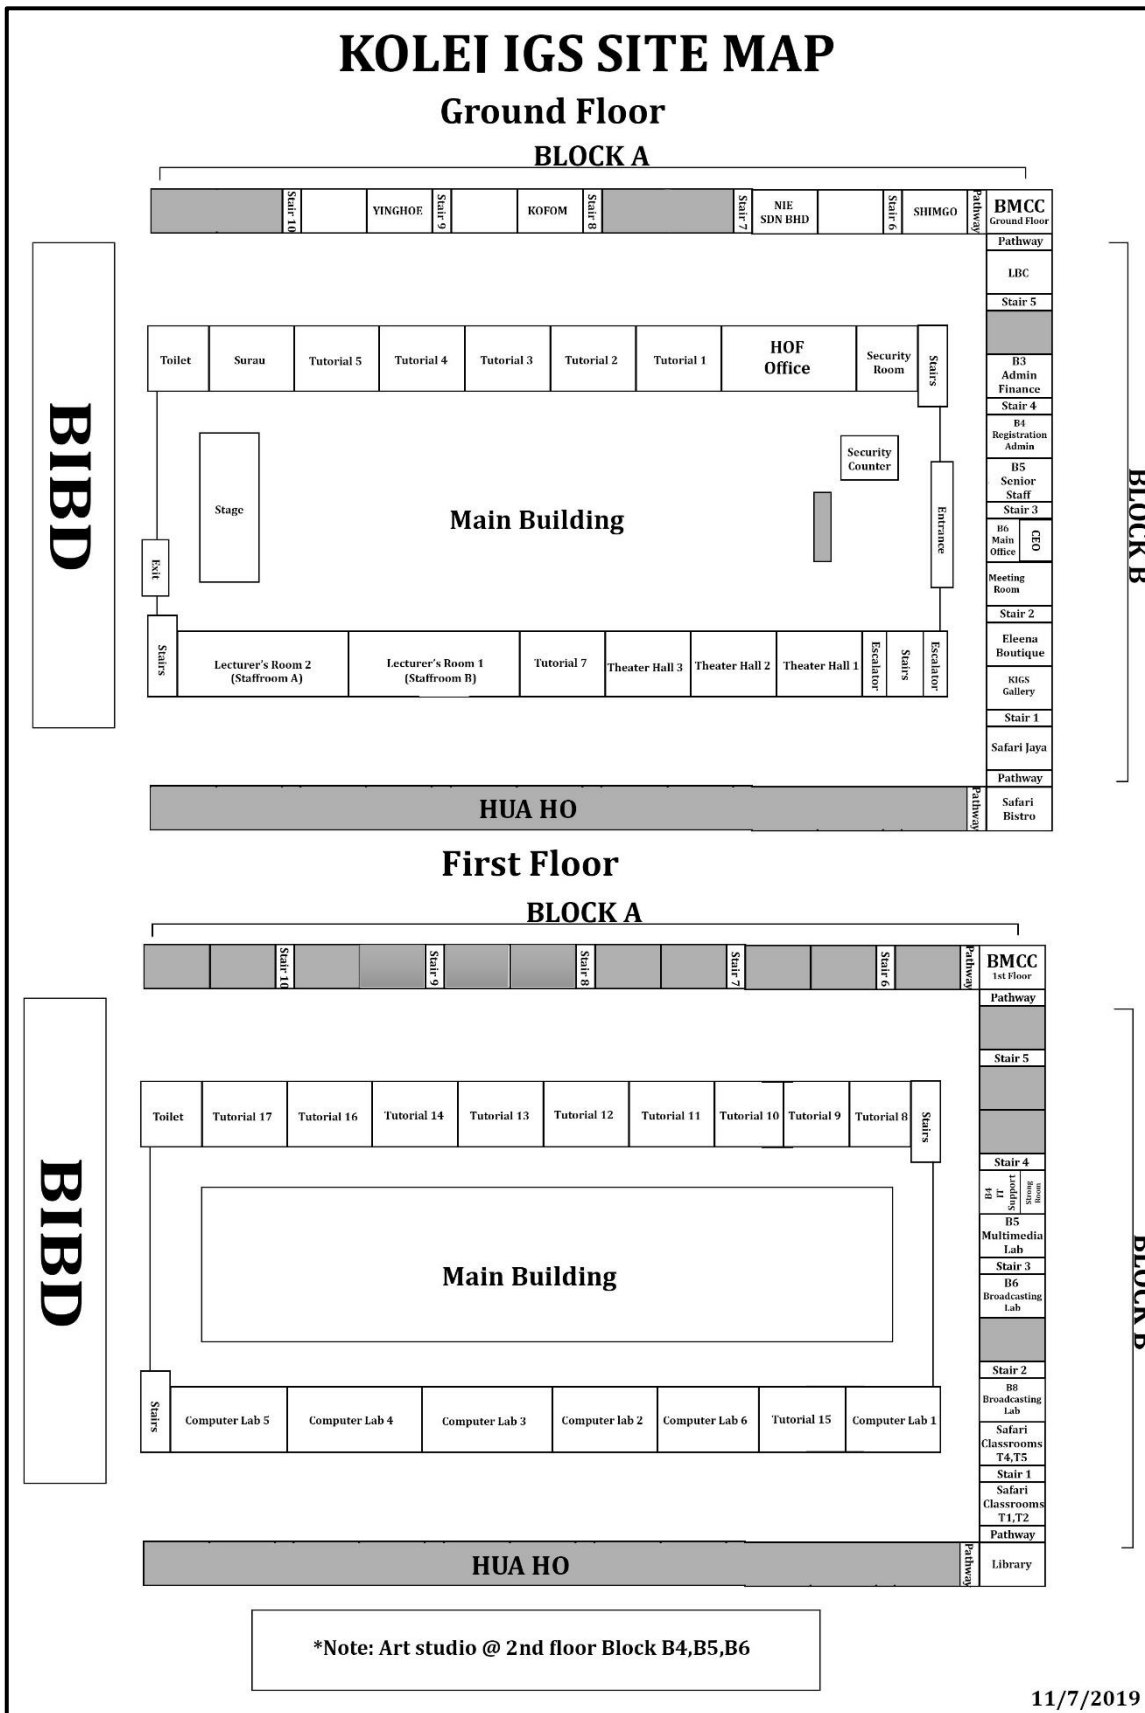 KOLEJ IGS SITE MAP
Ground Floor
BLOCK A
Stair 10
YINGHOE
Stair 9
KOFOM
Stair 8
Stair 7
NIE
SDN BHD
Stair 6
SHIMGO
Pathway
BMCC
Ground Floor
Pathway
LBC
Stair 5
B3
Admin
Finance
Stair 4
B4
Registration
Admin
B5
Senior
Staff
Stair 3
B6
Main
Office
CEO
Meeting
Room
Stair 2
Eleena
Boutique
KIGS
Gallery
Stair 1
Safari Jaya
Pathway
Safari
Bistro
BLOCK B
BIBD
Toilet
Surau
Tutorial 5
Tutorial 4
Tutorial 3
Tutorial 2
Tutorial 1
HOF
Office
Security
Room
Stairs
Security
Counter
Stage
Main Building
Entrance
Exit
Stairs
Lecturer's Room 2
(Staffroom A)
Lecturer's Room 1
(Staffroom B)
Tutorial 7
Theater Hall 3
Theater Hall 2
Theater Hall 1
Escalator
Stairs
Escalator
HUA HO
Pathway
First Floor
BLOCK A
Stair 10
Stair 9
Stair 8
Stair 7
Stair 6
Pathway
BMCC
1st Floor
Pathway
Stair 5
Stair 4
B4
IT
Support
Strong
Room
B5
Multimedia
Lab
Stair 3
B6
Broadcasting
Lab
Stair 2
B8
Broadcasting
Lab
Safari
Classrooms
T4,T5
Stair 1
Safari
Classrooms
T1,T2
Pathway
Library
BLOCK B
BIBD
Toilet
Tutorial 17
Tutorial 16
Tutorial 14
Tutorial 13
Tutorial 12
Tutorial 11
Tutorial 10
Tutorial 9
Tutorial 8
Stairs
Main Building
Stairs
Computer Lab 5
Computer Lab 4
Computer Lab 3
Computer lab 2
Computer Lab 6
Tutorial 15
Computer Lab 1
HUA HO
Pathway
*Note: Art studio @ 2nd floor Block B4,B5,B6
11/7/2019